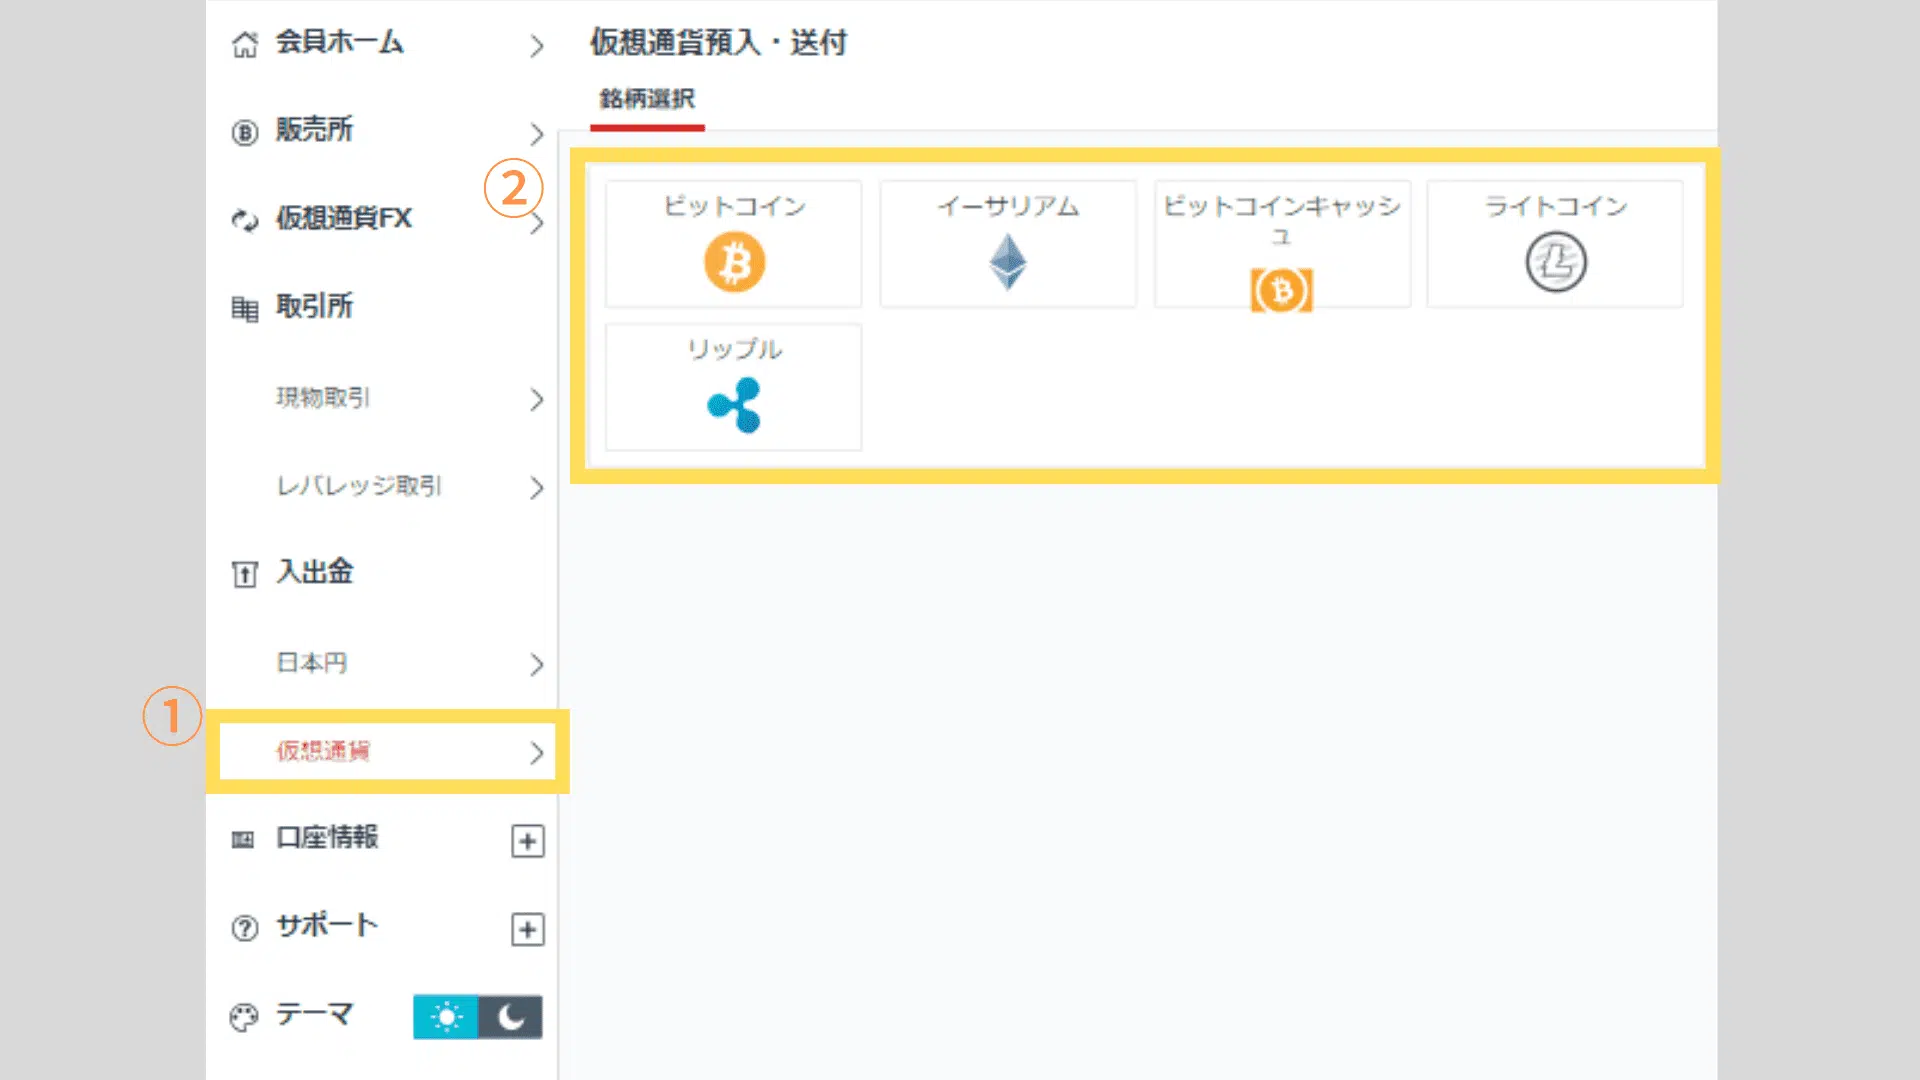 会員ホーム
販売所
仮想通貨FX
取引所
現物取引
レバレッジ取引
入出金
日本円
①
仮想通貨
口座情報
サポート
テーマ
仮想通貨預入・送付
銘柄選択
②
ビットコイン
イーサリアム
ビットコインキャッシ
ュ
ライトコイン
リップル